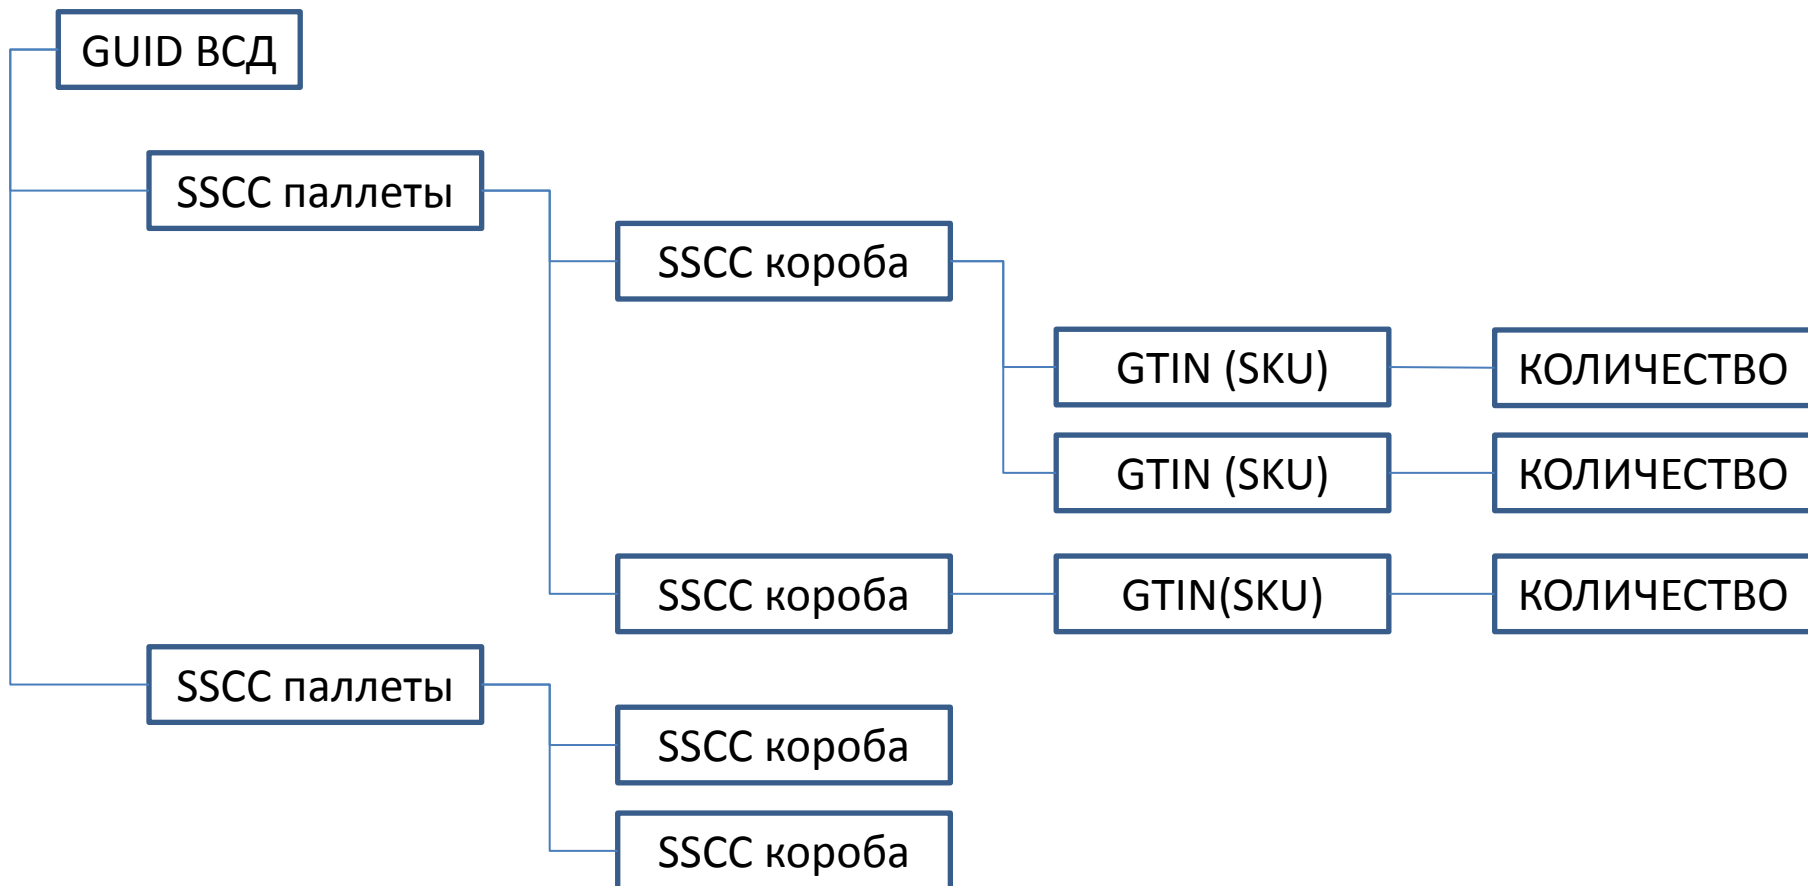 GUID ВСД
SSCC паллеты
SSCC короба
GTIN (SKU)
КОЛИЧЕСТВО
GTIN (SKU)
КОЛИЧЕСТВО
SSCC короба
GTIN(SKU)
КОЛИЧЕСТВО
SSCC паллеты
SSCC короба
SSCC короба